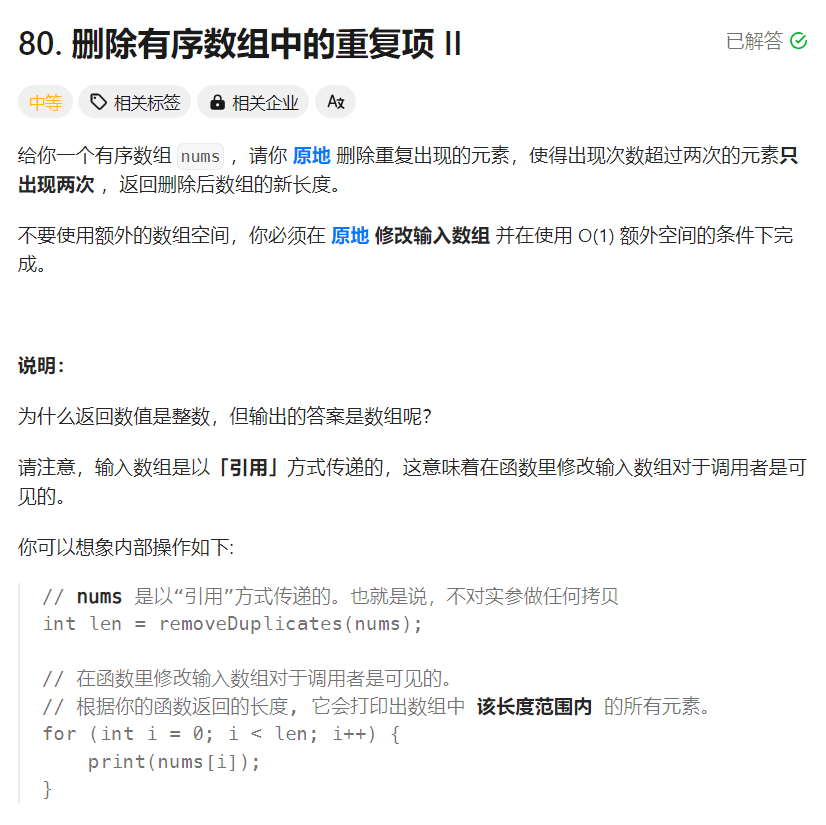 80. 删除有序数组中的重复项 II
已解答
中等
相关标签
相关企业
给你一个有序数组 nums ，请你 原地 删除重复出现的元素，使得出现次数超过两次的元素只
出现两次 ，返回删除后数组的新长度。
不要使用额外的数组空间，你必须在 原地 修改输入数组 并在使用 O(1) 额外空间的条件下完
成。
说明：
为什么返回数值是整数，但输出的答案是数组呢？
请注意，输入数组是以「引用」方式传递的，这意味着在函数里修改输入数组对于调用者是可
见的。
你可以想象内部操作如下:
// nums 是以“引用”方式传递的。也就是说，不对实参做任何拷贝
int len = removeDuplicates(nums);
// 在函数里修改输入数组对于调用者是可见的。
// 根据你的函数返回的长度, 它会打印出数组中 该长度范围内 的所有元素。
for (int i = 0; i < len; i++) {
    print(nums[i]);
}